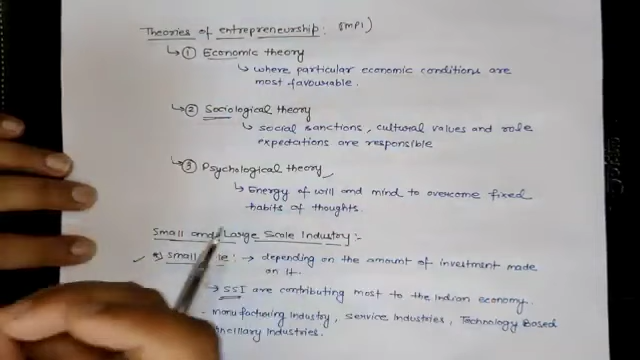 Theories of entrepreneurship: (IMP1)
↳ ① Economic theory
↳ where particular economic conditions are
most favourable.
↳ ② Sociological theory
↳ social sanctions, cultural values and role
expectations are responsible
↳ ③ Psychological theory
↳ Energy of will and mind to overcome fixed
habits of thoughts.
Small and Large Scale Industry:-
Small → depending on the amount of investment made
on it.
→ SSI are contributing most to the Indian economy.
manufacturing industry, service industries, Technology Based
ancillary industries.